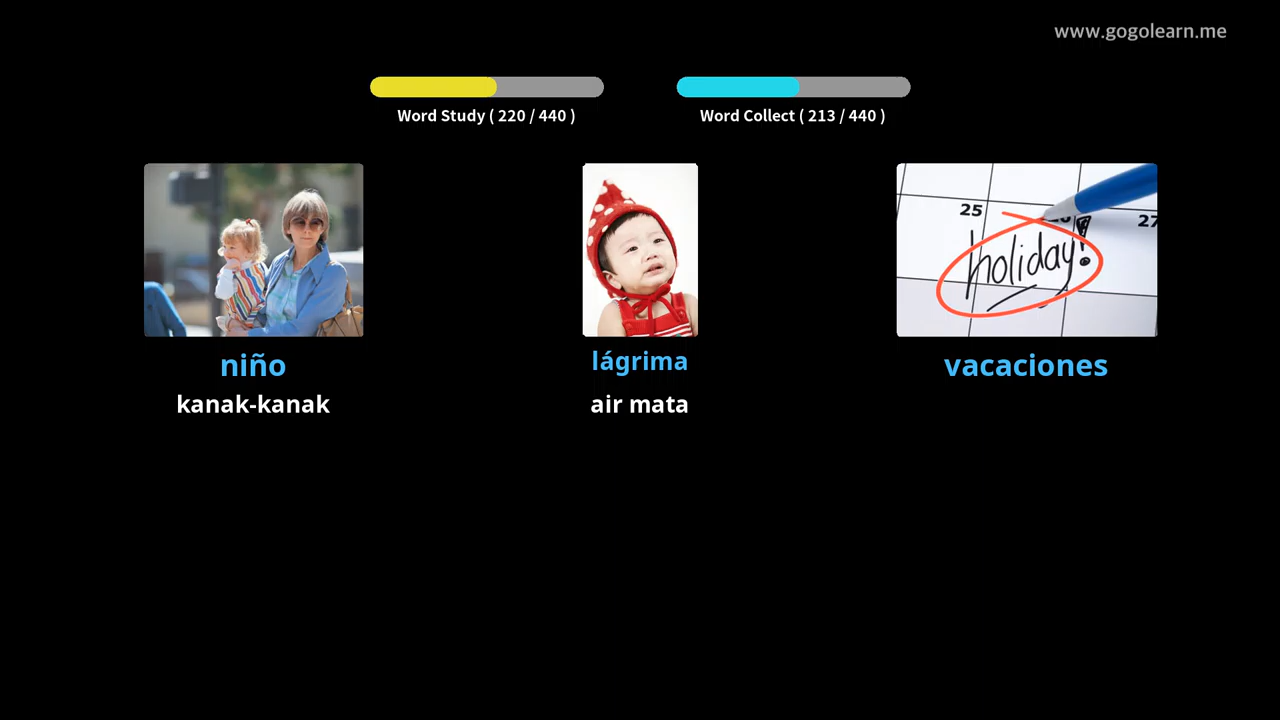 www.gogolearn.me
Word Study ( 220 / 440 )
Word Collect ( 213 / 440 )
25
27
holiday!
niño
lágrima
vacaciones
kanak-kanak
air mata